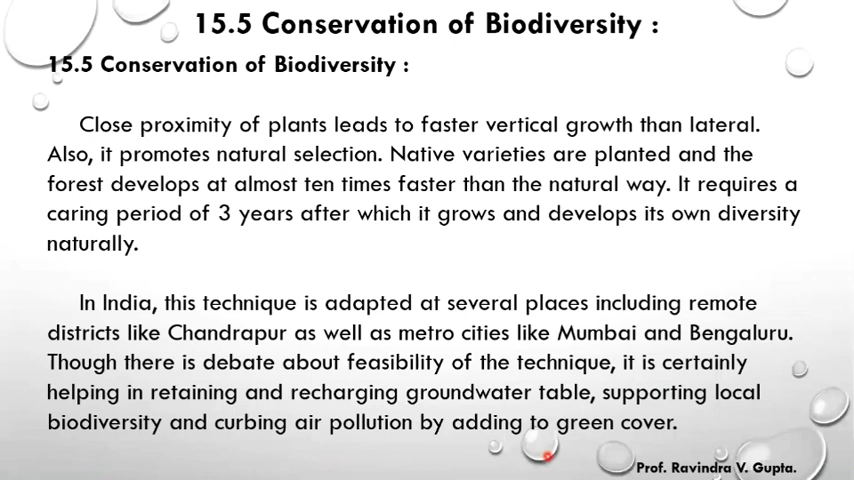 15.5 Conservation of Biodiversity :
15.5 Conservation of Biodiversity :
Close proximity of plants leads to faster vertical growth than lateral.
Also, it promotes natural selection. Native varieties are planted and the
forest develops at almost ten times faster than the natural way. It requires a
caring period of 3 years after which it grows and develops its own diversity
naturally.
In India, this technique is adapted at several places including remote
districts like Chandrapur as well as metro cities like Mumbai and Bengaluru.
Though there is debate about feasibility of the technique, it is certainly
helping in retaining and recharging groundwater table, supporting local
biodiversity and curbing air pollution by adding to green cover.
Prof. Ravindra V. Gupta.